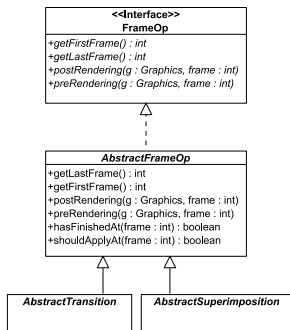 <<Interface>>
FrameOp
+getFirstFrame() : int
+getLastFrame() : int
+postRendering(g : Graphics, frame : int)
+preRendering(g : Graphics, frame : int)
AbstractFrameOp
+getLastFrame() : int
+getFirstFrame() : int
+postRendering(g : Graphics, frame : int)
+preRendering(g : Graphics, frame : int)
+hasFinishedAt(frame : int) : boolean
+shouldApplyAt(frame : int) : boolean
AbstractTransition
AbstractSuperimposition